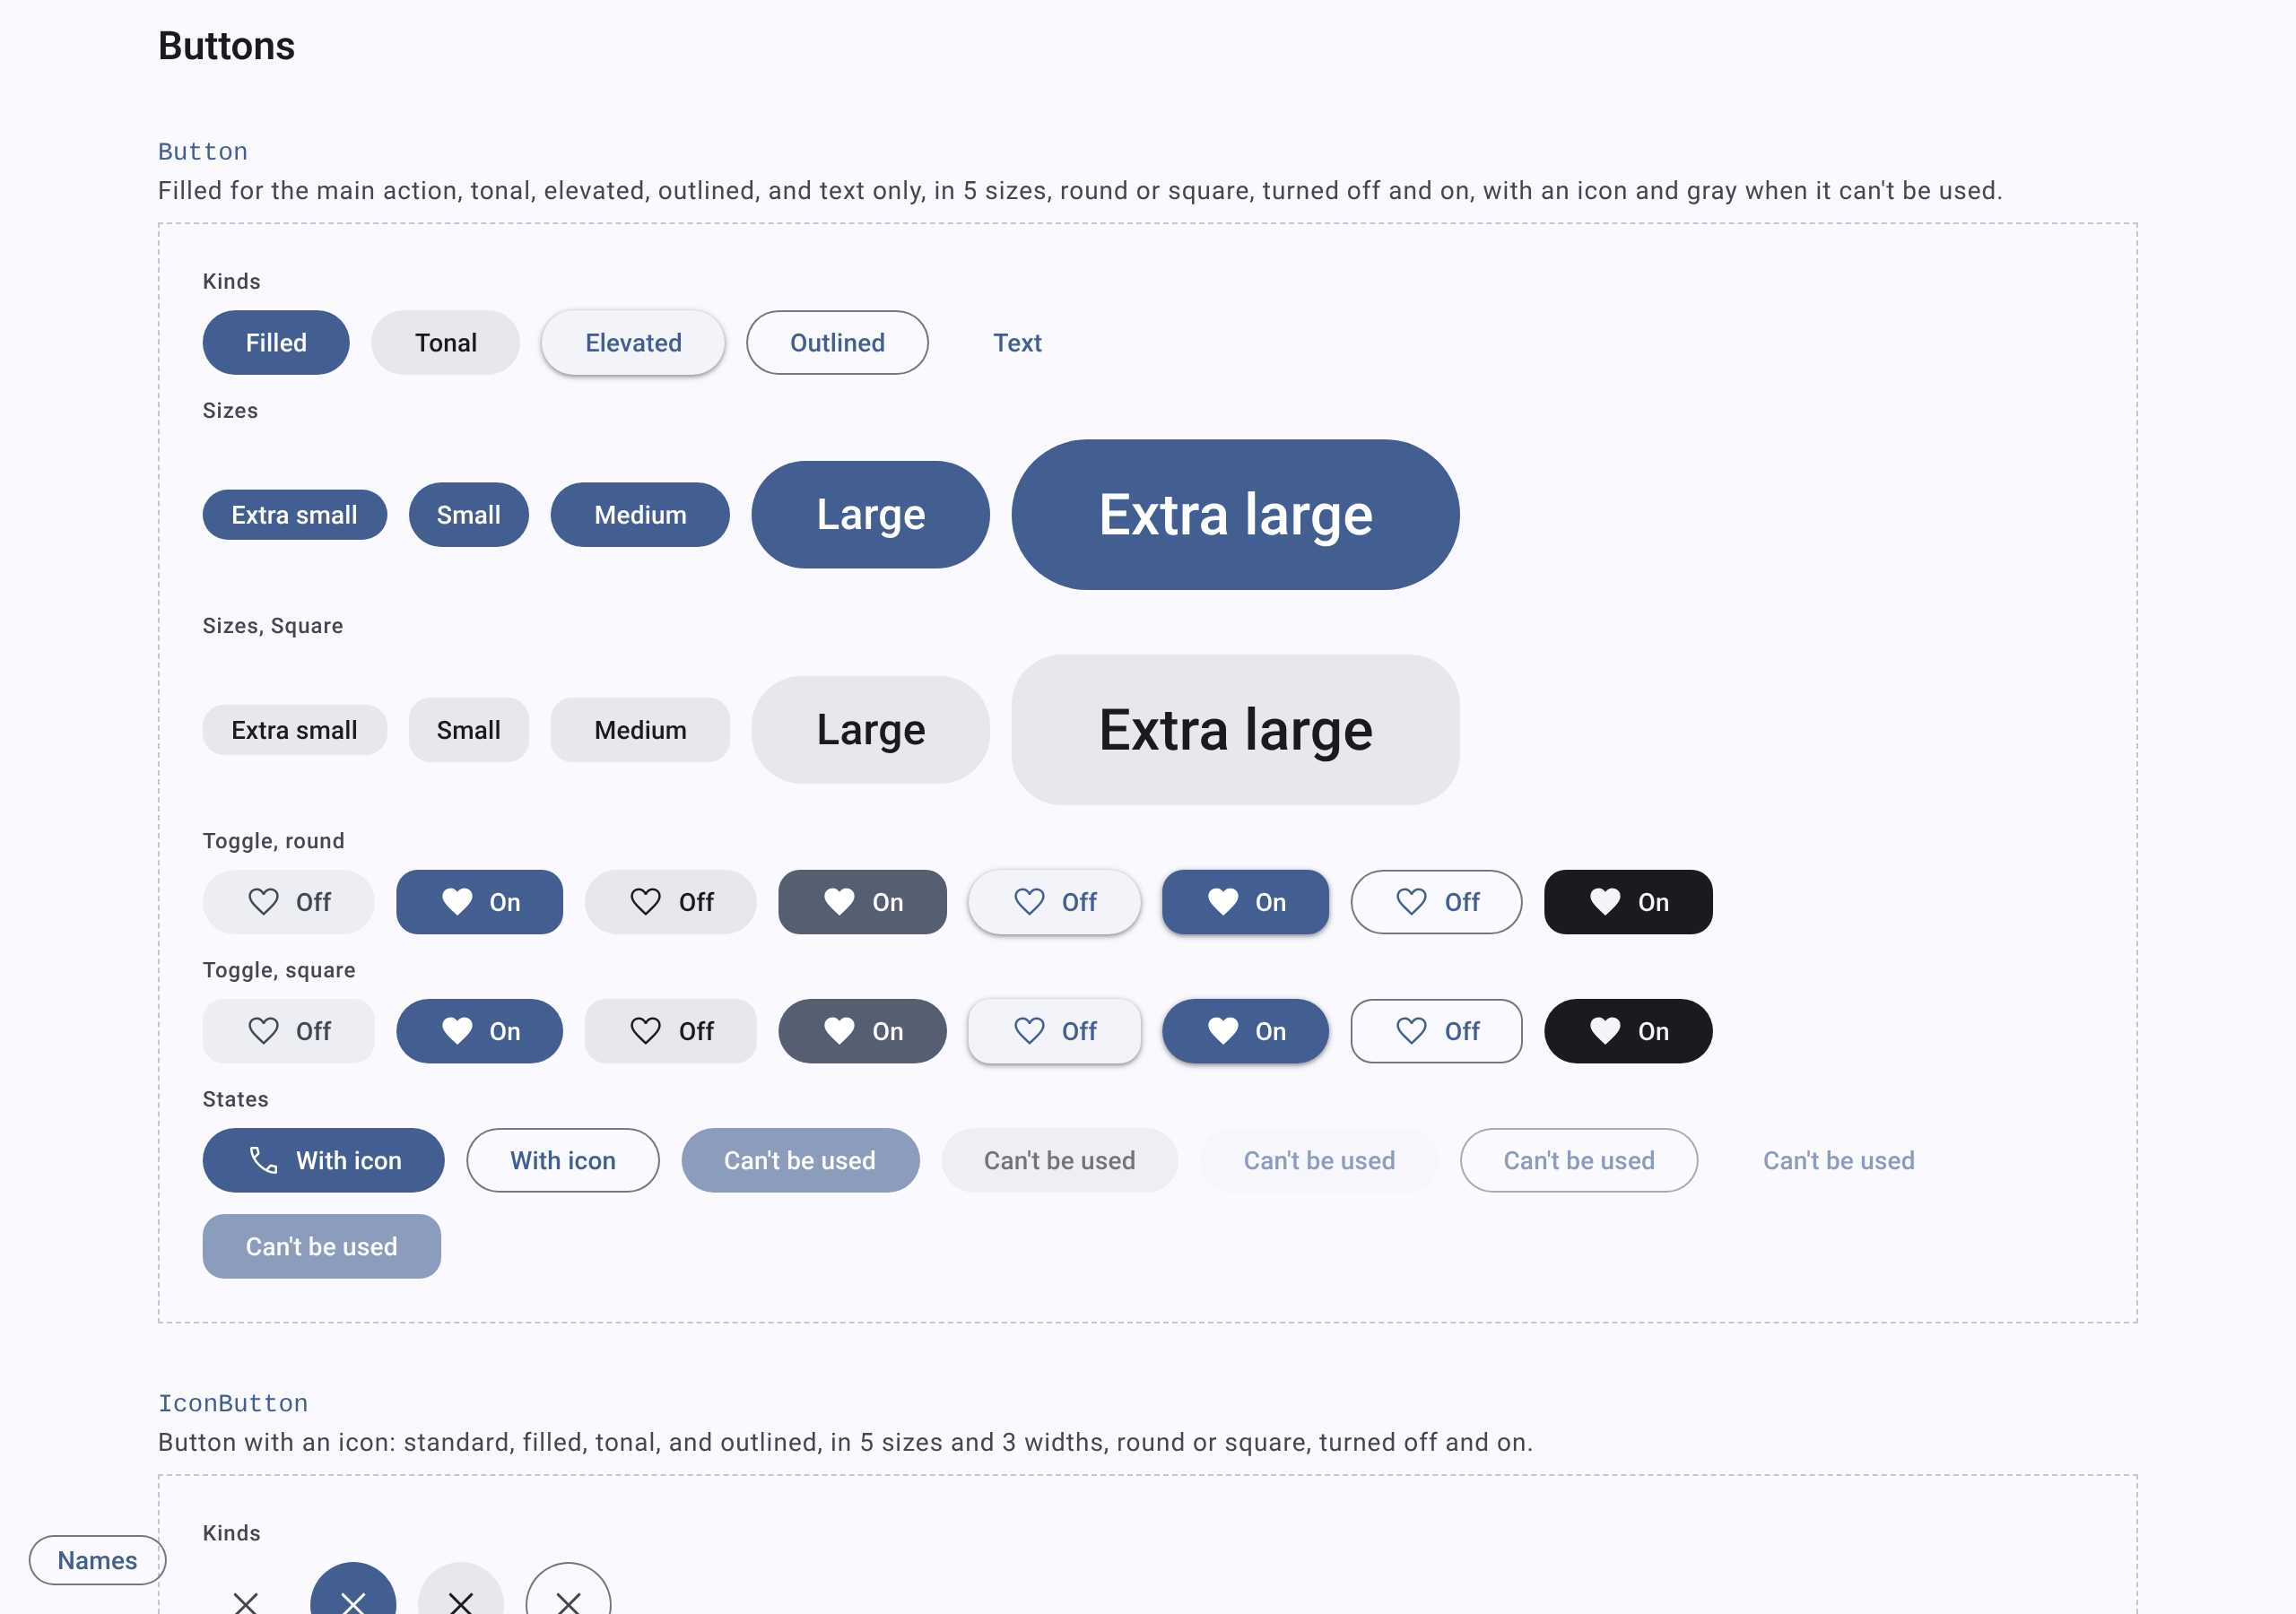 Buttons
Button
Filled for the main action, tonal, elevated, outlined, and text only, in 5 sizes, round or square, turned off and on, with an icon and gray when it can't be used.
Kinds
Filled Tonal Elevated Outlined Text
Sizes
Extra small Small Medium Large Extra large
Sizes, Square
Extra small Small Medium Large Extra large
Toggle, round
Off On Off On Off On Off On
Toggle, square
Off On Off On Off On Off On
States
With icon With icon Can't be used Can't be used Can't be used Can't be used Can't be used
Can't be used
IconButton
Button with an icon: standard, filled, tonal, and outlined, in 5 sizes and 3 widths, round or square, turned off and on.
Kinds
Names